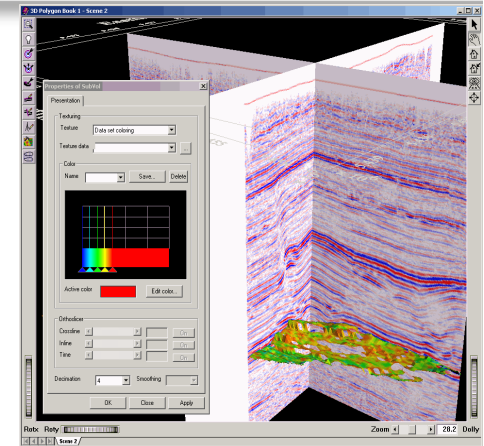 3D Polygon Book 1 - Scene 2
Properties of SubVol
Presentation
Texturing
Texture
Data set coloring
Texture data
...
Color
Name
Save...
Delete
Active color
Edit color...
Orthoslices
Crossline
On
Inline
On
Time
On
Decimation
4
Smoothing
OK
Close
Apply
Rotx Roty
Zoom
28.2
Dolly
Scene 2